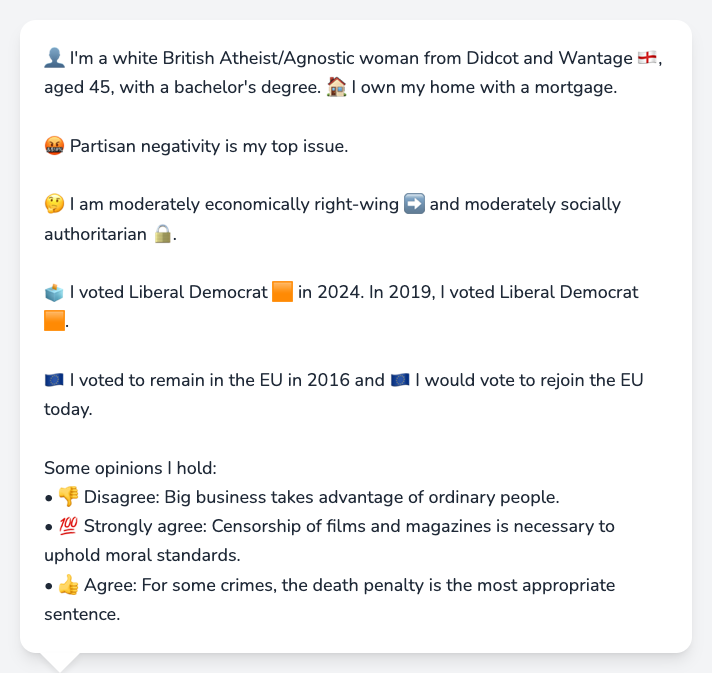 👤 I'm a white British Atheist/Agnostic woman from Didcot and Wantage 🏴󠁧󠁢󠁥󠁮󠁧󠁿,
aged 45, with a bachelor's degree. 🏠 I own my home with a mortgage.
🤬 Partisan negativity is my top issue.
🤔 I am moderately economically right-wing ➡️ and moderately socially
authoritarian 🔒.
🗳️ I voted Liberal Democrat 🟧 in 2024. In 2019, I voted Liberal Democrat
🟧.
🇪🇺 I voted to remain in the EU in 2016 and 🇪🇺 I would vote to rejoin the EU
today.
Some opinions I hold:
• 👎 Disagree: Big business takes advantage of ordinary people.
• 💯 Strongly agree: Censorship of films and magazines is necessary to
uphold moral standards.
• 👍 Agree: For some crimes, the death penalty is the most appropriate
sentence.